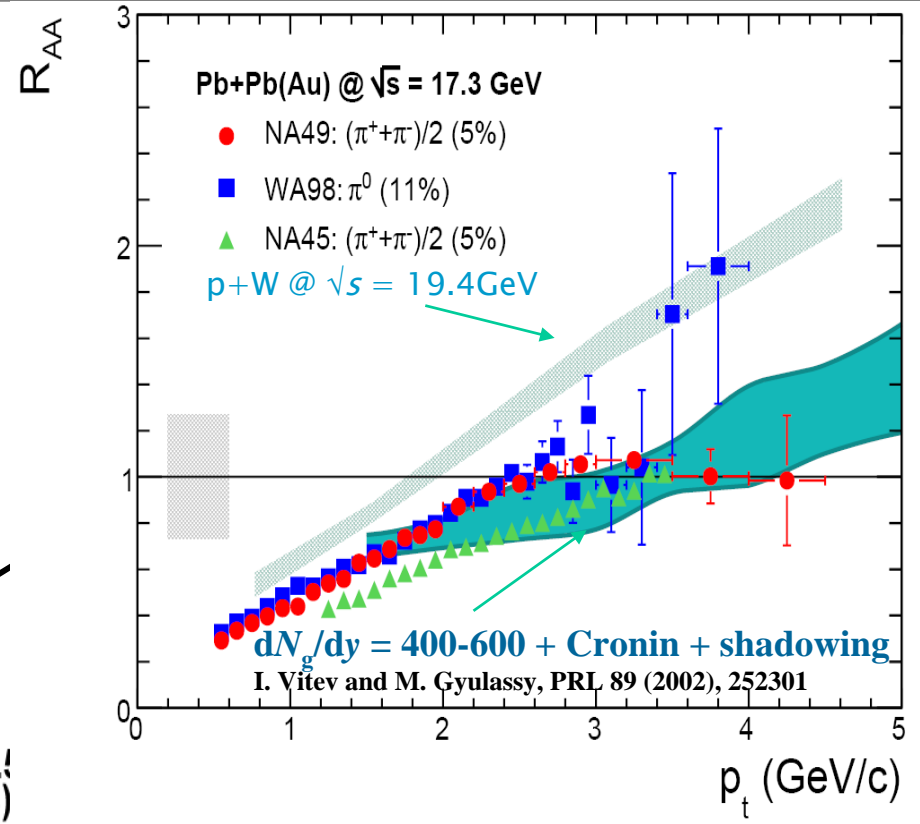 R_AA
3
Pb+Pb(Au) @ √s = 17.3 GeV
NA49: (π⁺+π⁻)/2 (5%)
WA98: π⁰ (11%)
NA45: (π⁺+π⁻)/2 (5%)
2
p+W @ √s = 19.4GeV
1
dN_g/dy = 400-600 + Cronin + shadowing
I. Vitev and M. Gyulassy, PRL 89 (2002), 252301
0
0 1 2 3 4 5
p_t (GeV/c)